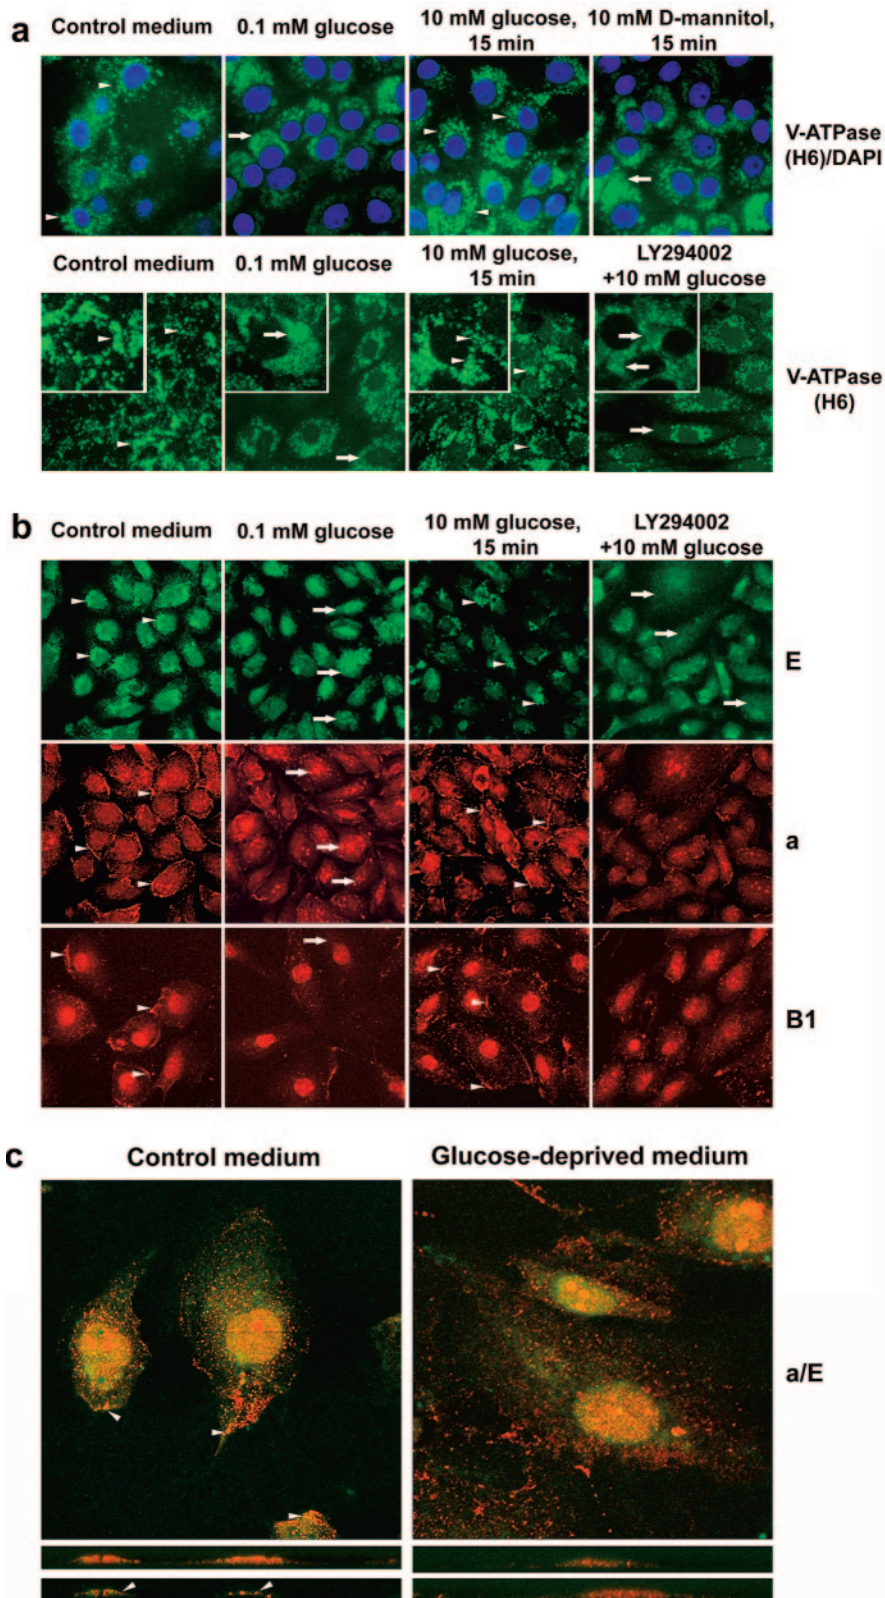 a
Control medium
0.1 mM glucose
10 mM glucose,
15 min
10 mM D-mannitol,
15 min
V-ATPase
(H6)/DAPI
Control medium
0.1 mM glucose
10 mM glucose,
15 min
LY294002
+10 mM glucose
V-ATPase
(H6)
b
Control medium
0.1 mM glucose
10 mM glucose,
15 min
LY294002
+10 mM glucose
E
a
B1
c
Control medium
Glucose-deprived medium
a/E